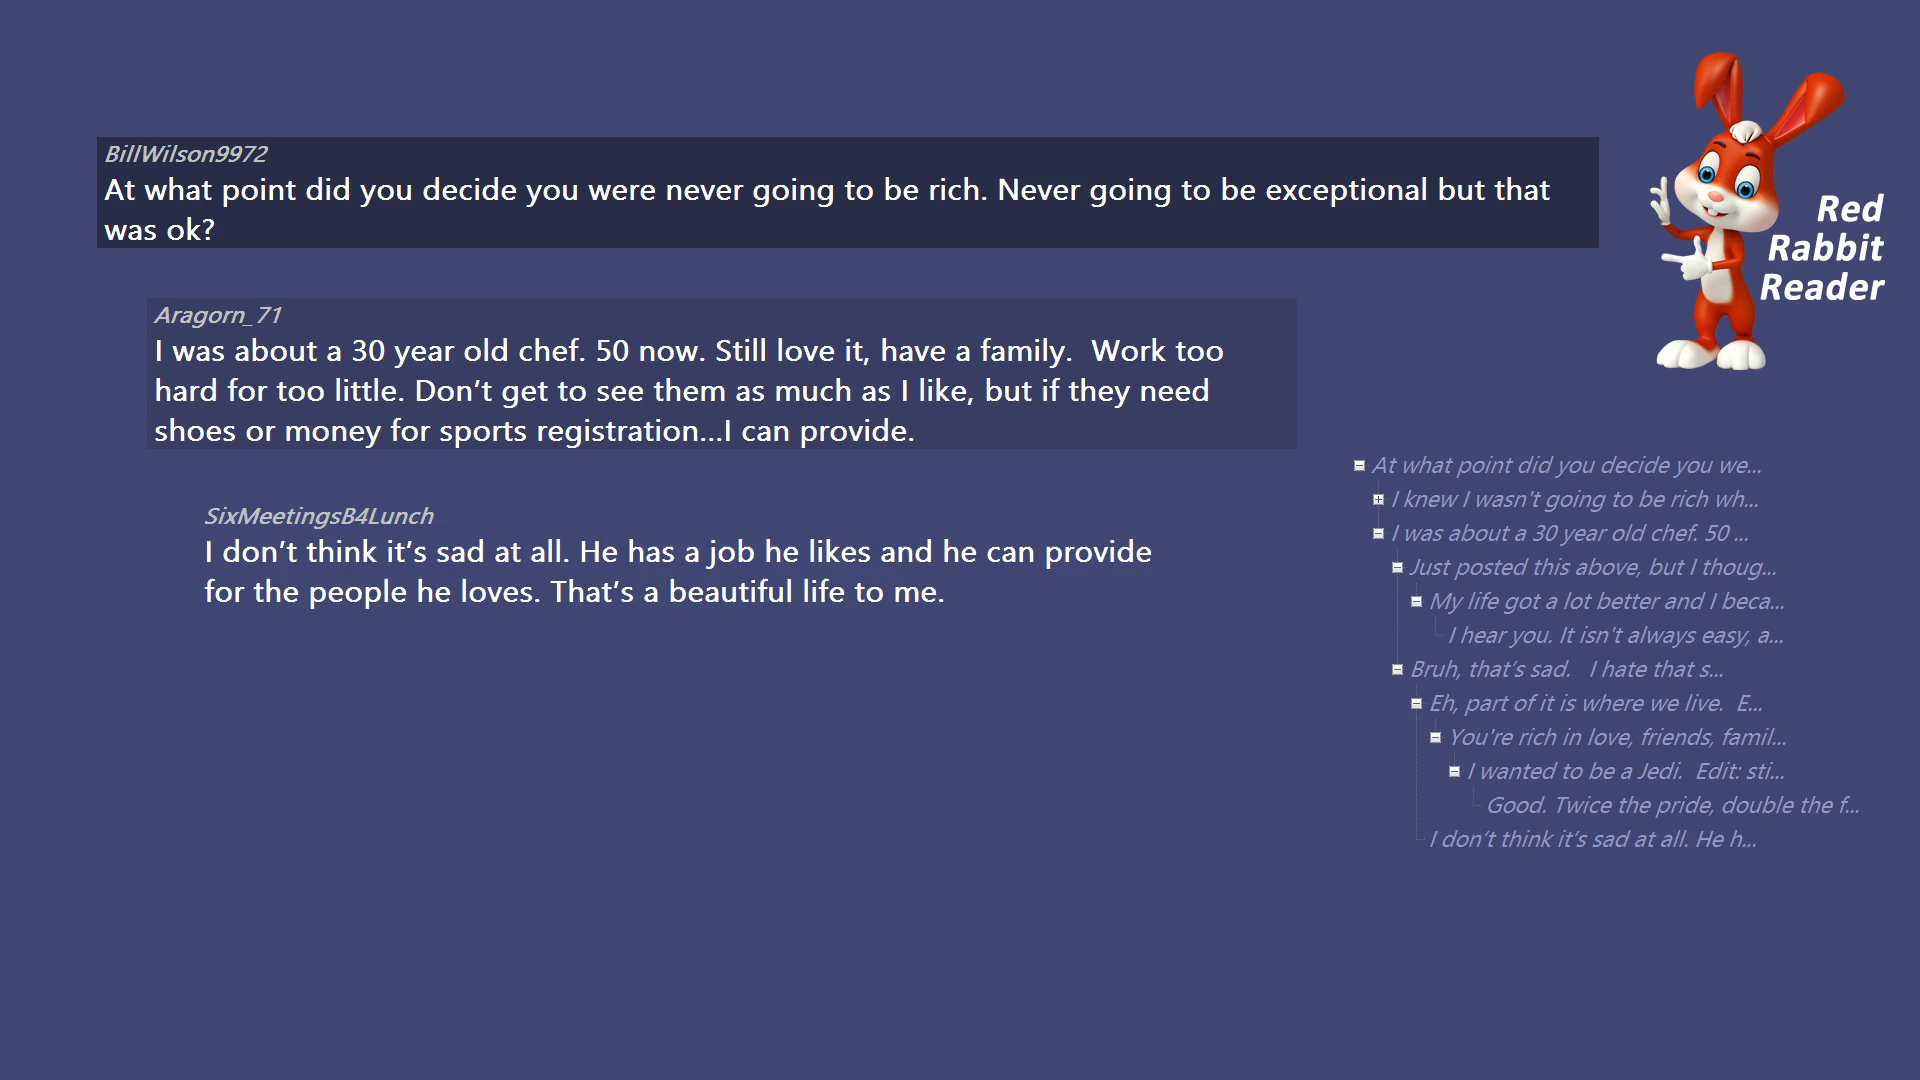 BillWilson9972
At what point did you decide you were never going to be rich. Never going to be exceptional but that
was ok?
Aragorn_71
I was about a 30 year old chef. 50 now. Still love it, have a family.  Work too
hard for too little. Don’t get to see them as much as I like, but if they need
shoes or money for sports registration...I can provide.
SixMeetingsB4Lunch
I don’t think it’s sad at all. He has a job he likes and he can provide
for the people he loves. That’s a beautiful life to me.
Red
Rabbit
Reader
At what point did you decide you we...
I knew I wasn't going to be rich wh...
I was about a 30 year old chef. 50 ...
Just posted this above, but I thoug...
My life got a lot better and I beca...
I hear you. It isn't always easy, a...
Bruh, that’s sad.   I hate that s...
Eh, part of it is where we live.  E...
You're rich in love, friends, famil...
I wanted to be a Jedi.  Edit: sti...
Good. Twice the pride, double the f...
I don’t think it’s sad at all. He h...